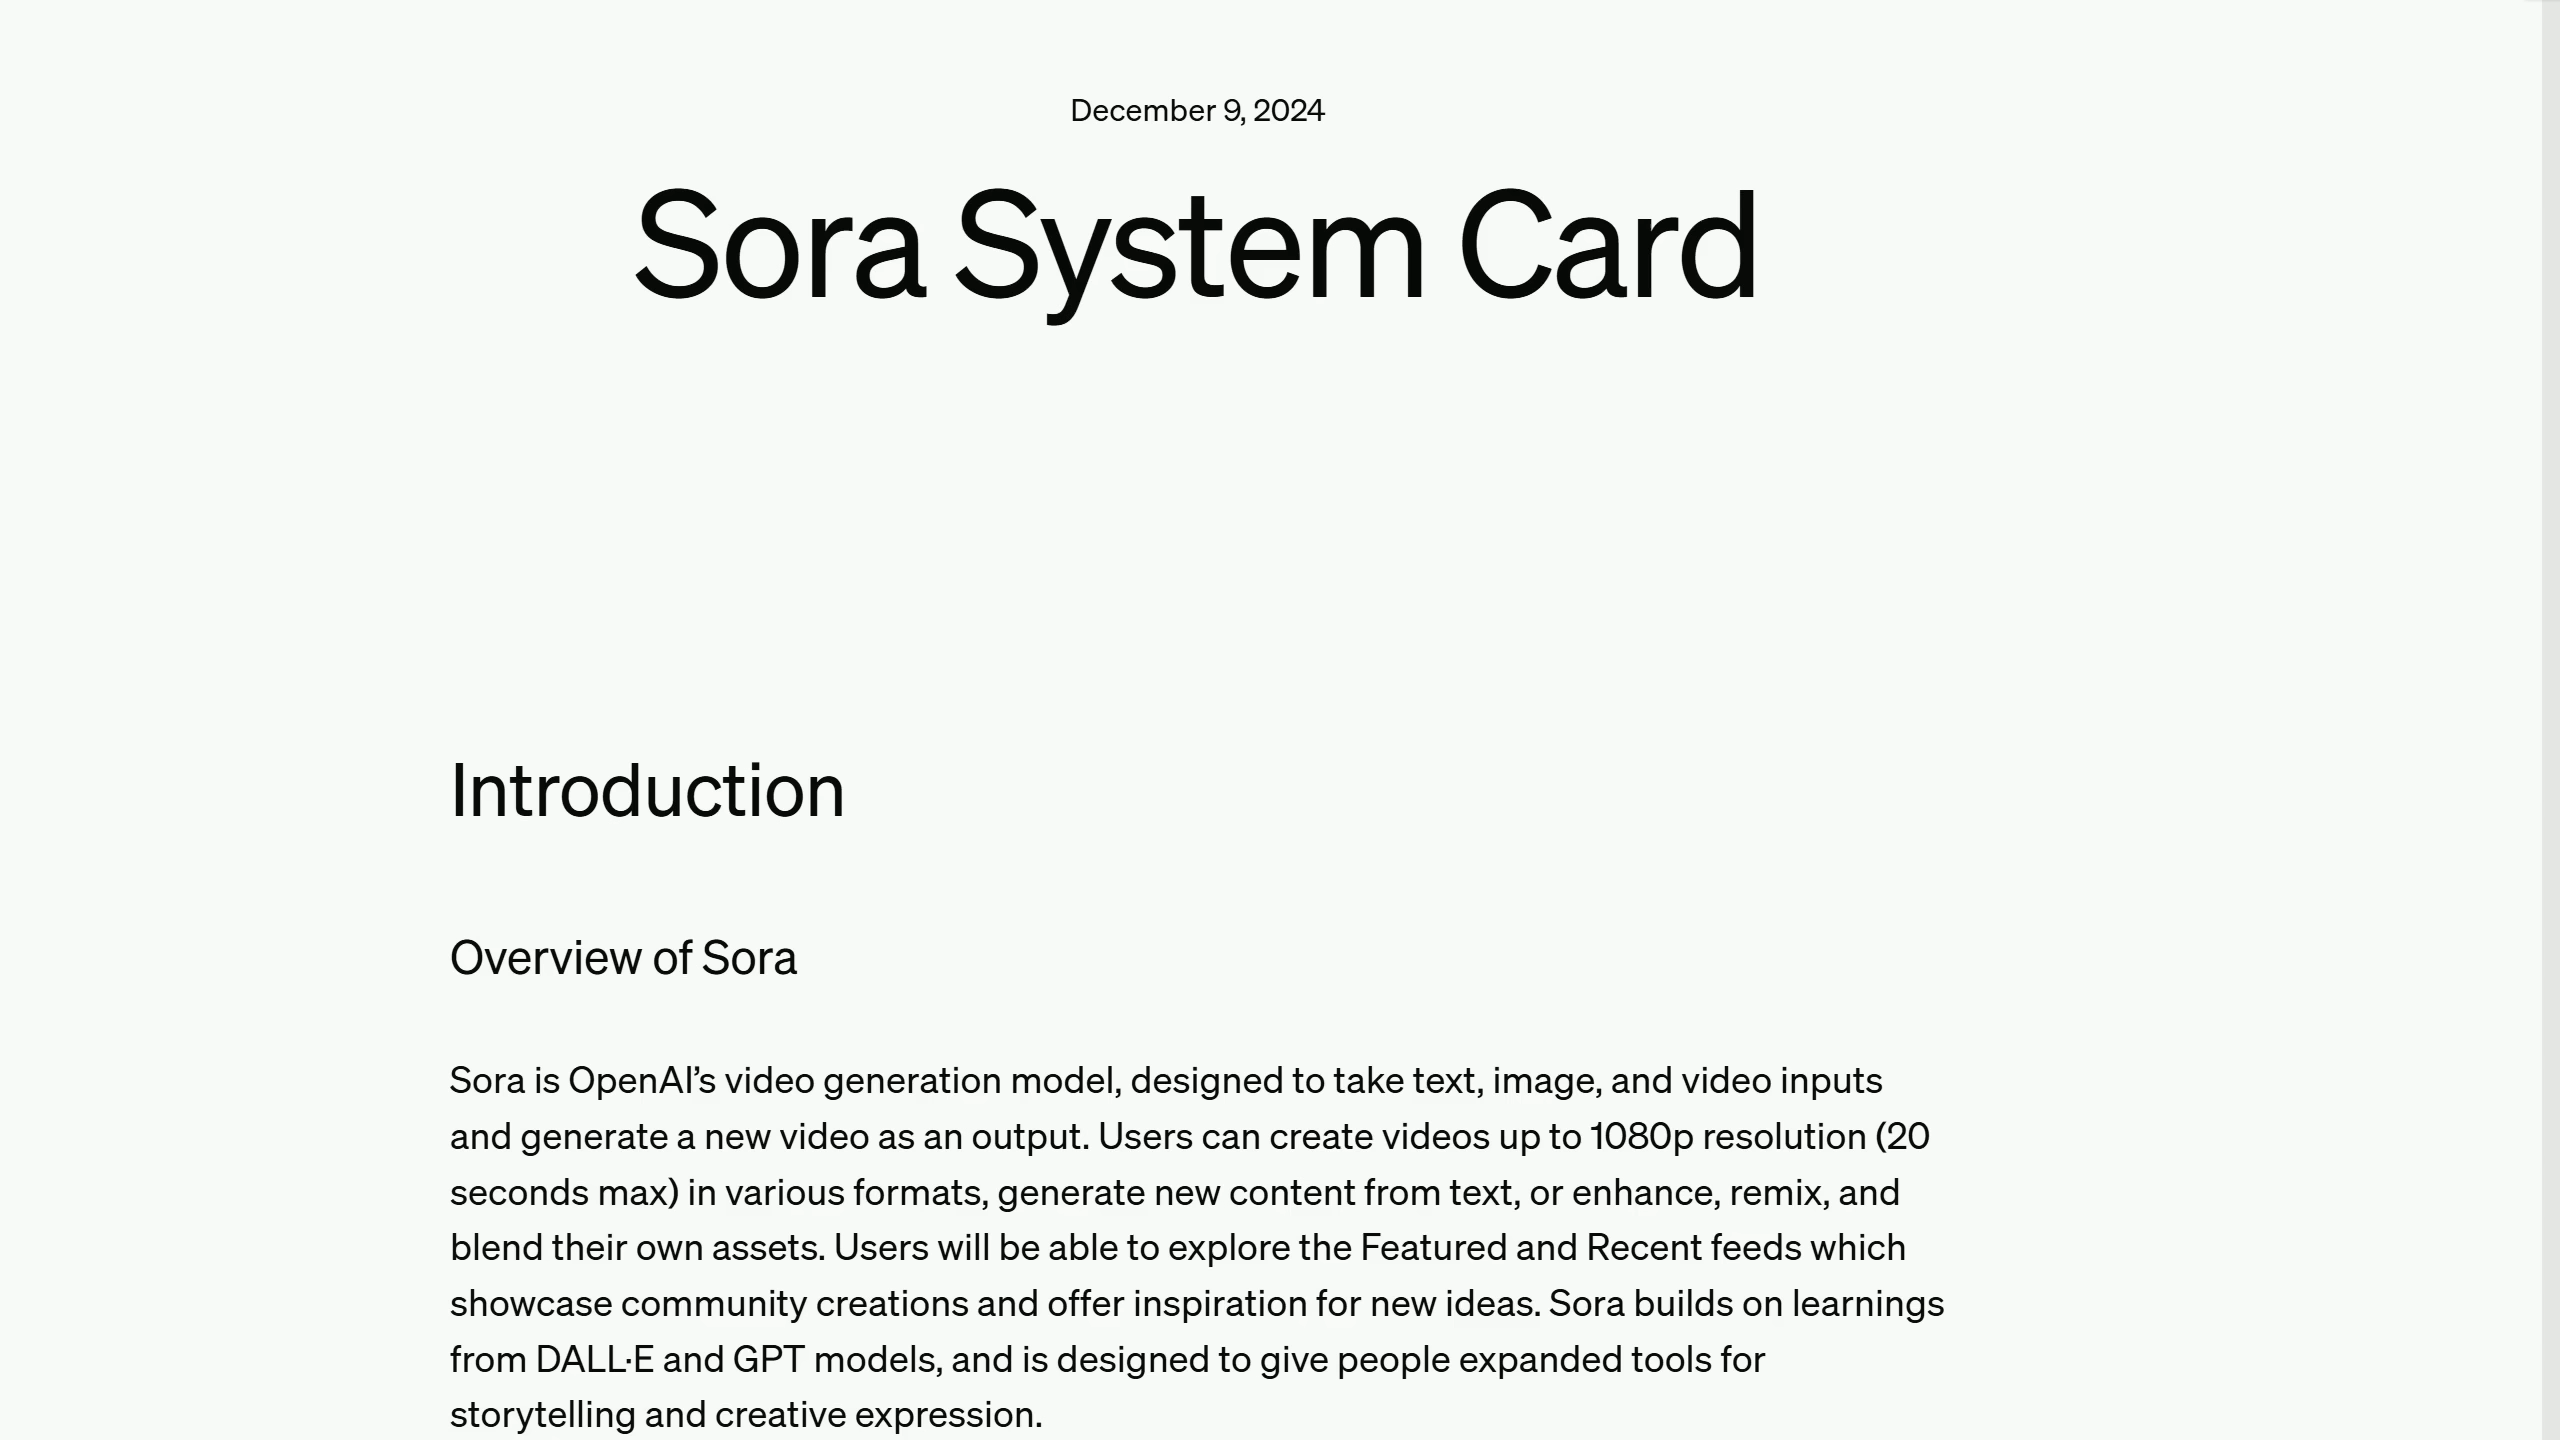 December 9, 2024
Sora System Card
Introduction
Overview of Sora
Sora is OpenAI’s video generation model, designed to take text, image, and video inputs
and generate a new video as an output. Users can create videos up to 1080p resolution (20
seconds max) in various formats, generate new content from text, or enhance, remix, and
blend their own assets. Users will be able to explore the Featured and Recent feeds which
showcase community creations and offer inspiration for new ideas. Sora builds on learnings
from DALL·E and GPT models, and is designed to give people expanded tools for
storytelling and creative expression.